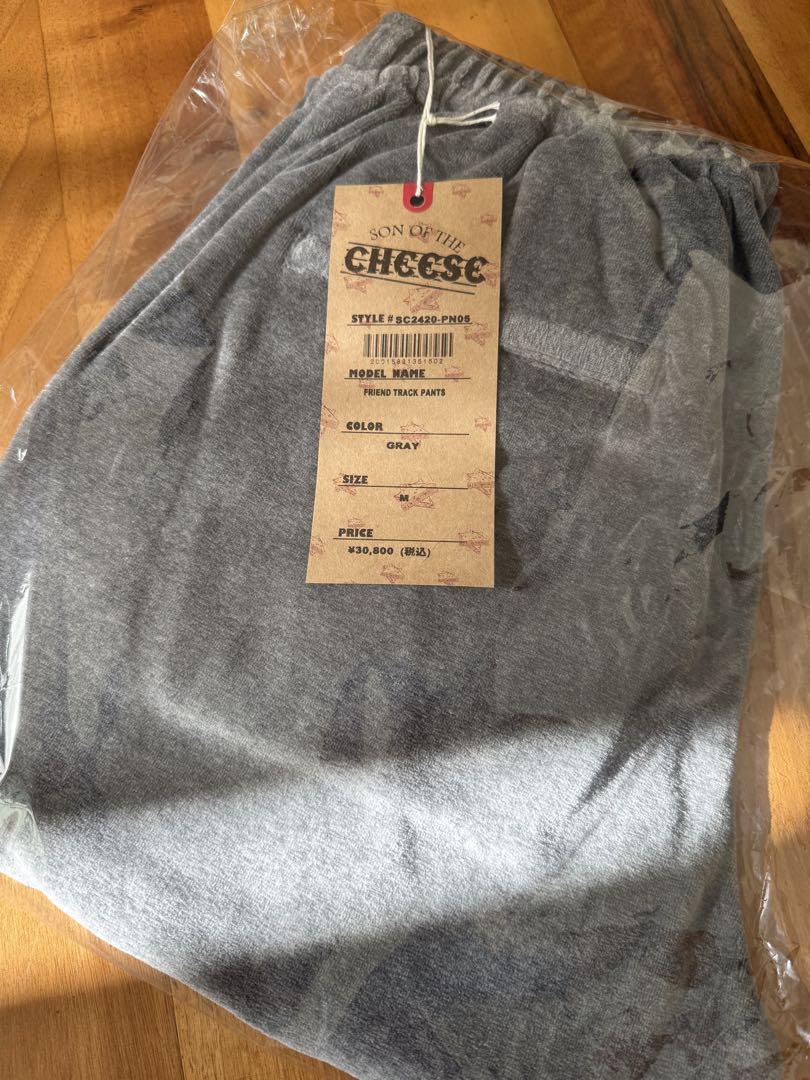 SON OF THE
CHEESE
STYLE # SC2420-PN05
MODEL NAME
FRIEND TRACK PANTS
COLOR
GRAY
SIZE
M
PRICE
¥30,800 (税込)